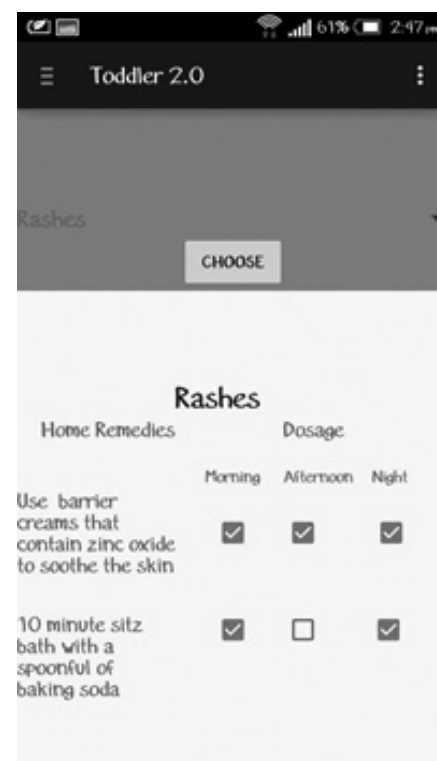 61% 2:47 pm
Toddler 2.0
Rashes
CHOOSE
Rashes
Home Remedies Dosage
Morning Afternoon Night
Use barrier
creams that
contain zinc oxide
to soothe the skin
10 minute sitz
bath with a
spoonful of
baking soda